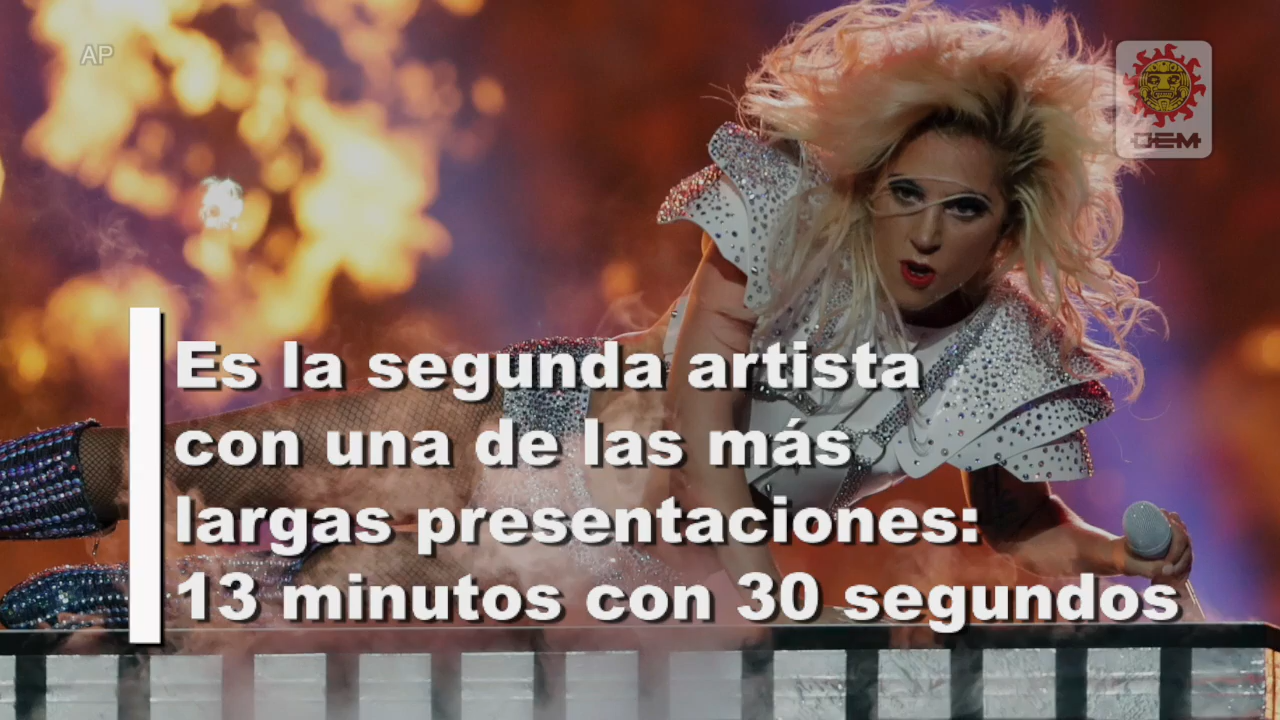 AP
OEM
Es la segunda artista
con una de las más
largas presentaciones:
13 minutos con 30 segundos